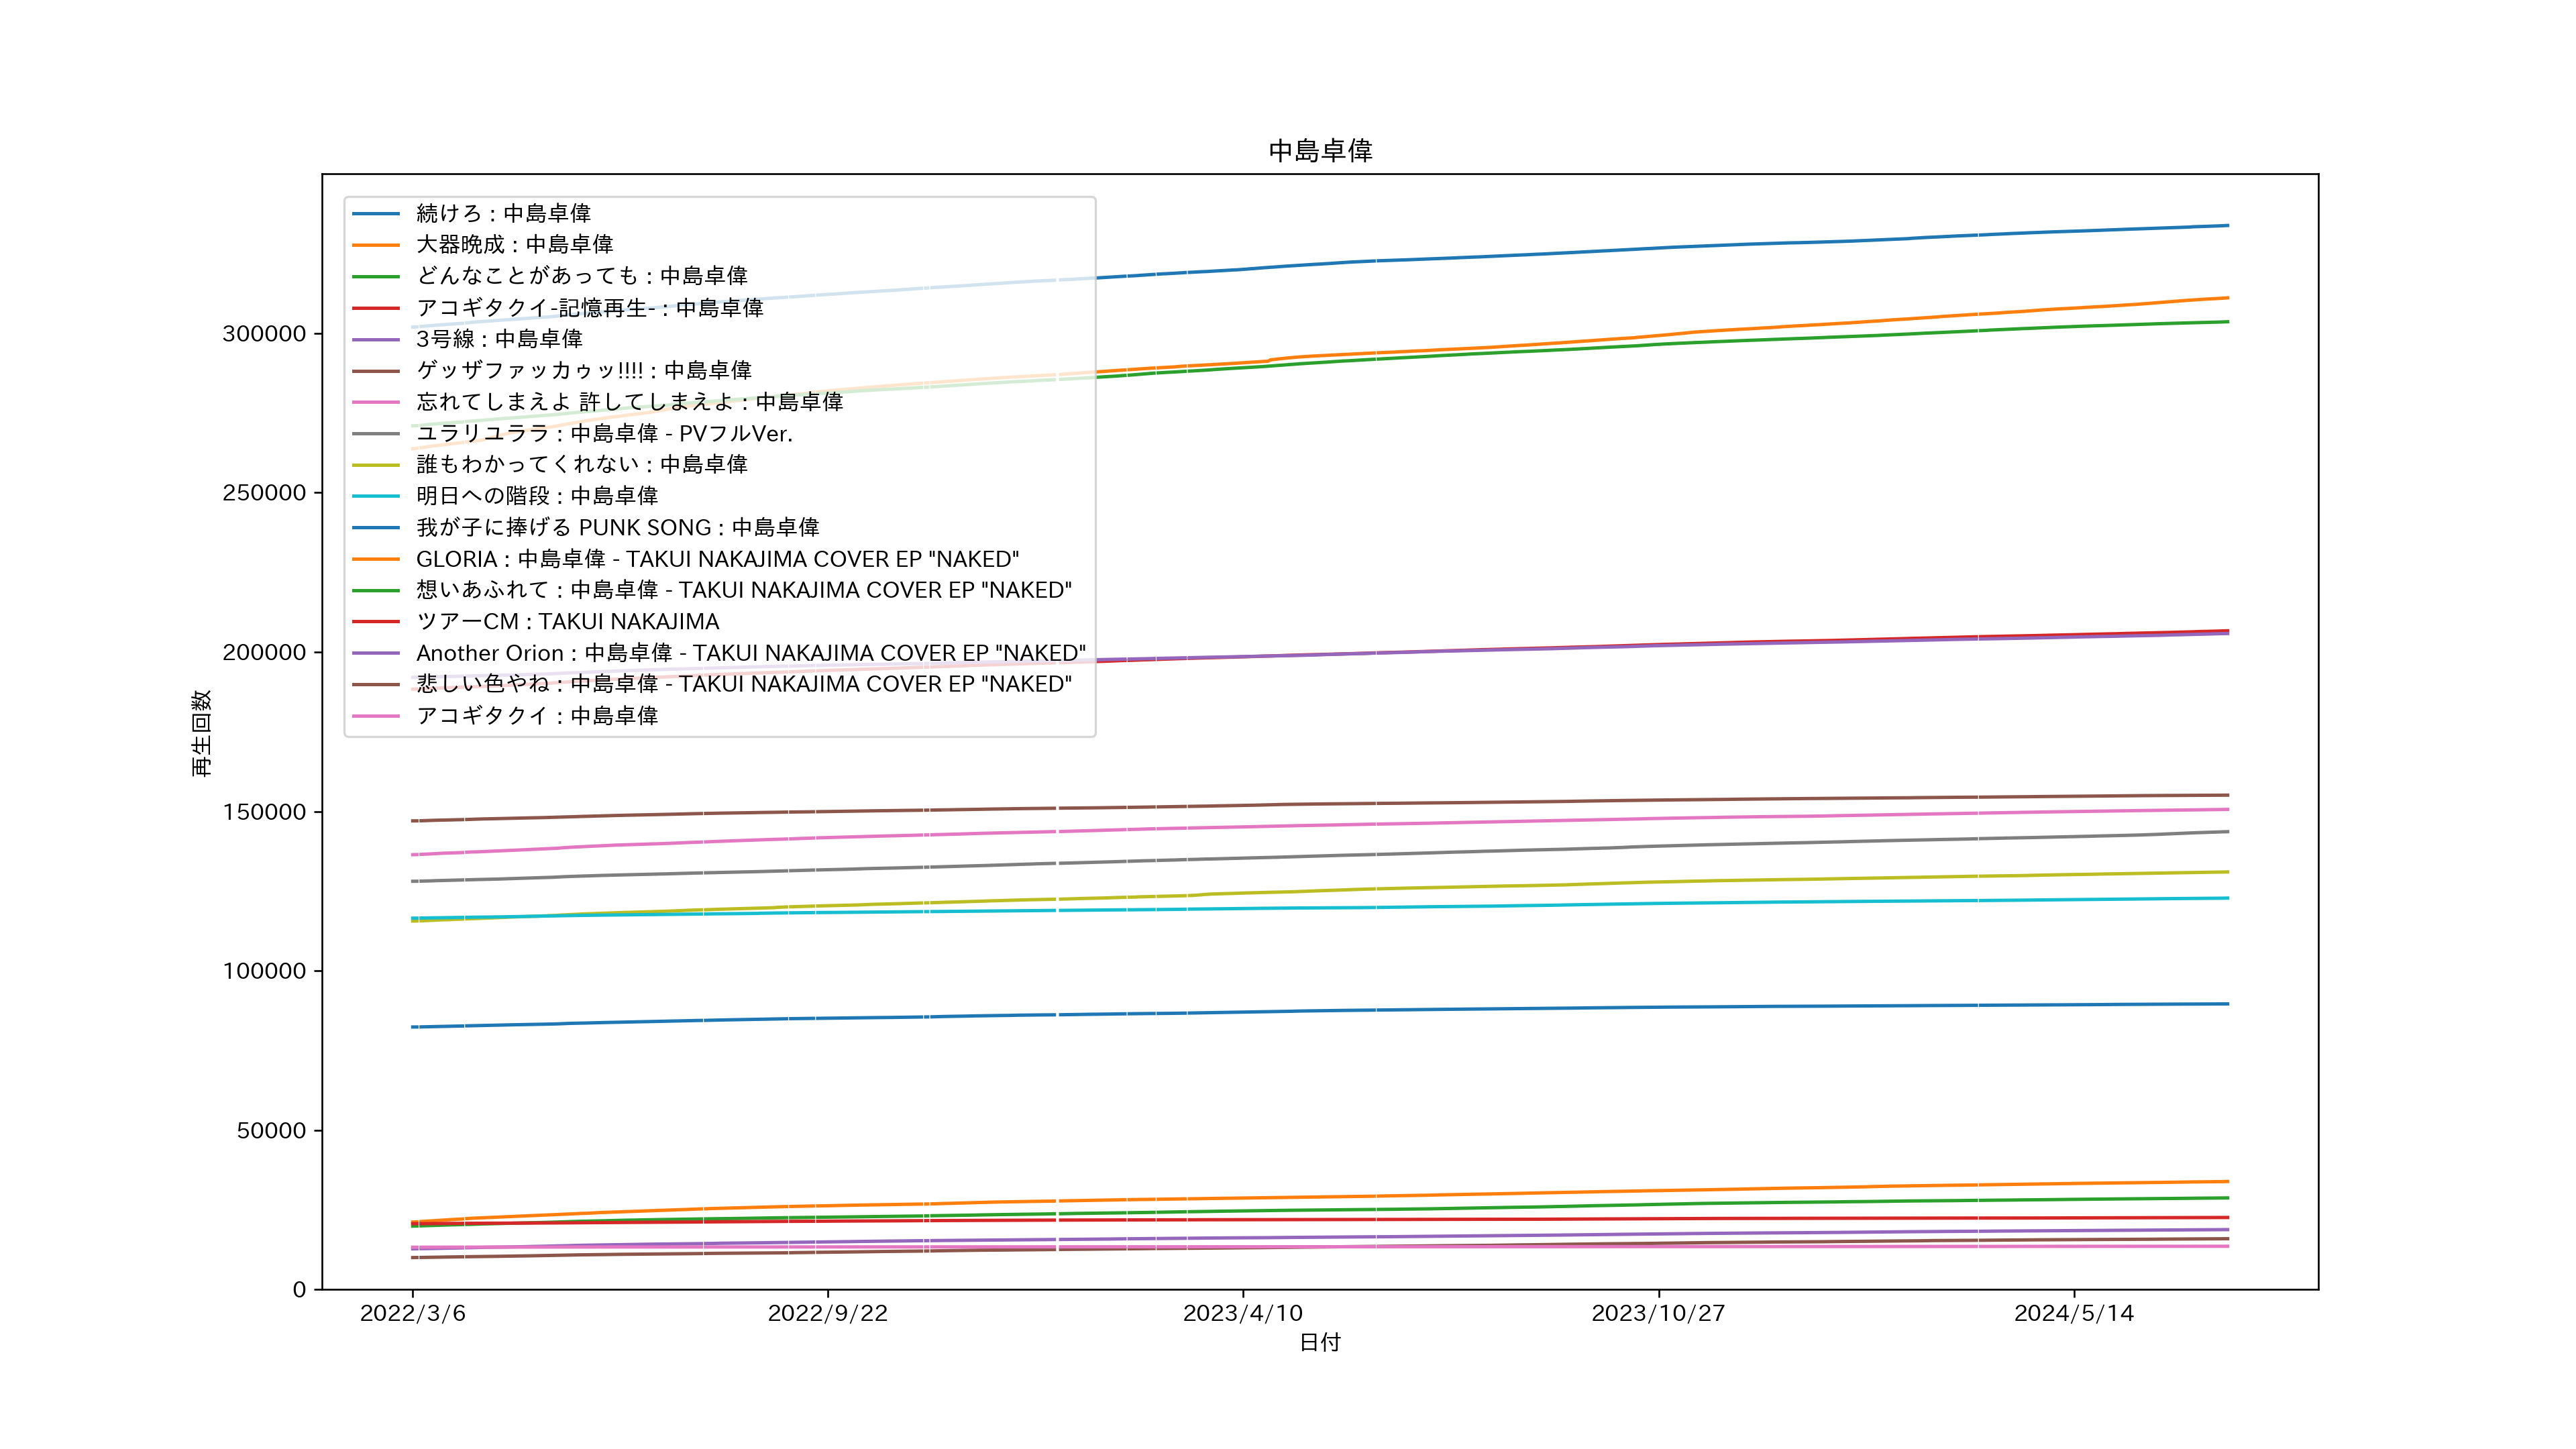 中島卓偉
続けろ : 中島卓偉
大器晩成 : 中島卓偉
どんなことがあっても : 中島卓偉
アコギタクイ-記憶再生- : 中島卓偉
3号線 : 中島卓偉
ゲッザファッカゥッ!!!! : 中島卓偉
忘れてしまえよ 許してしまえよ : 中島卓偉
ユラリユララ : 中島卓偉 - PVフルVer.
誰もわかってくれない : 中島卓偉
明日への階段 : 中島卓偉
我が子に捧げる PUNK SONG : 中島卓偉
GLORIA : 中島卓偉 - TAKUI NAKAJIMA COVER EP "NAKED"
想いあふれて : 中島卓偉 - TAKUI NAKAJIMA COVER EP "NAKED"
ツアーCM : TAKUI NAKAJIMA
Another Orion : 中島卓偉 - TAKUI NAKAJIMA COVER EP "NAKED"
悲しい色やね : 中島卓偉 - TAKUI NAKAJIMA COVER EP "NAKED"
アコギタクイ : 中島卓偉
再生回数
300000
250000
200000
150000
100000
50000
0
2022/3/6
2022/9/22
2023/4/10
2023/10/27
2024/5/14
日付